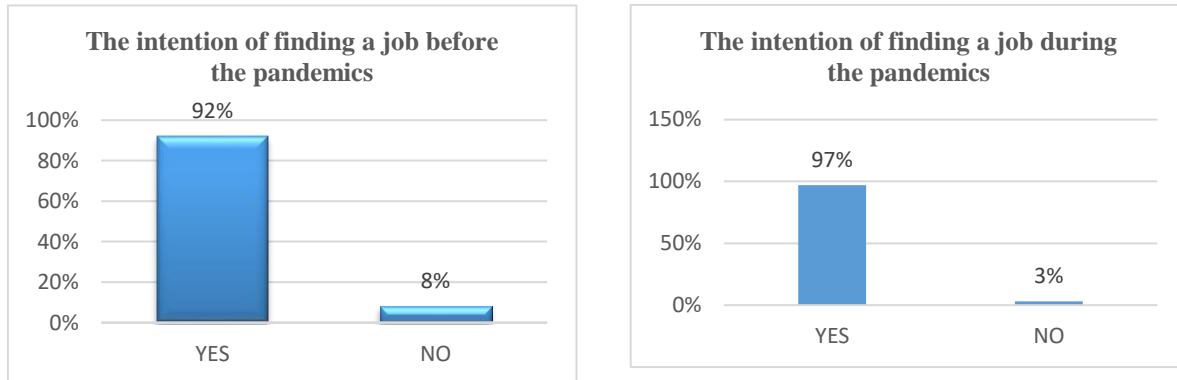 The intention of finding a job before
the pandemics
92%
100%
80%
60%
40%
20%
0%
8%
YES
NO
The intention of finding a job during
the pandemics
150%
100%
50%
0%
97%
3%
YES
NO